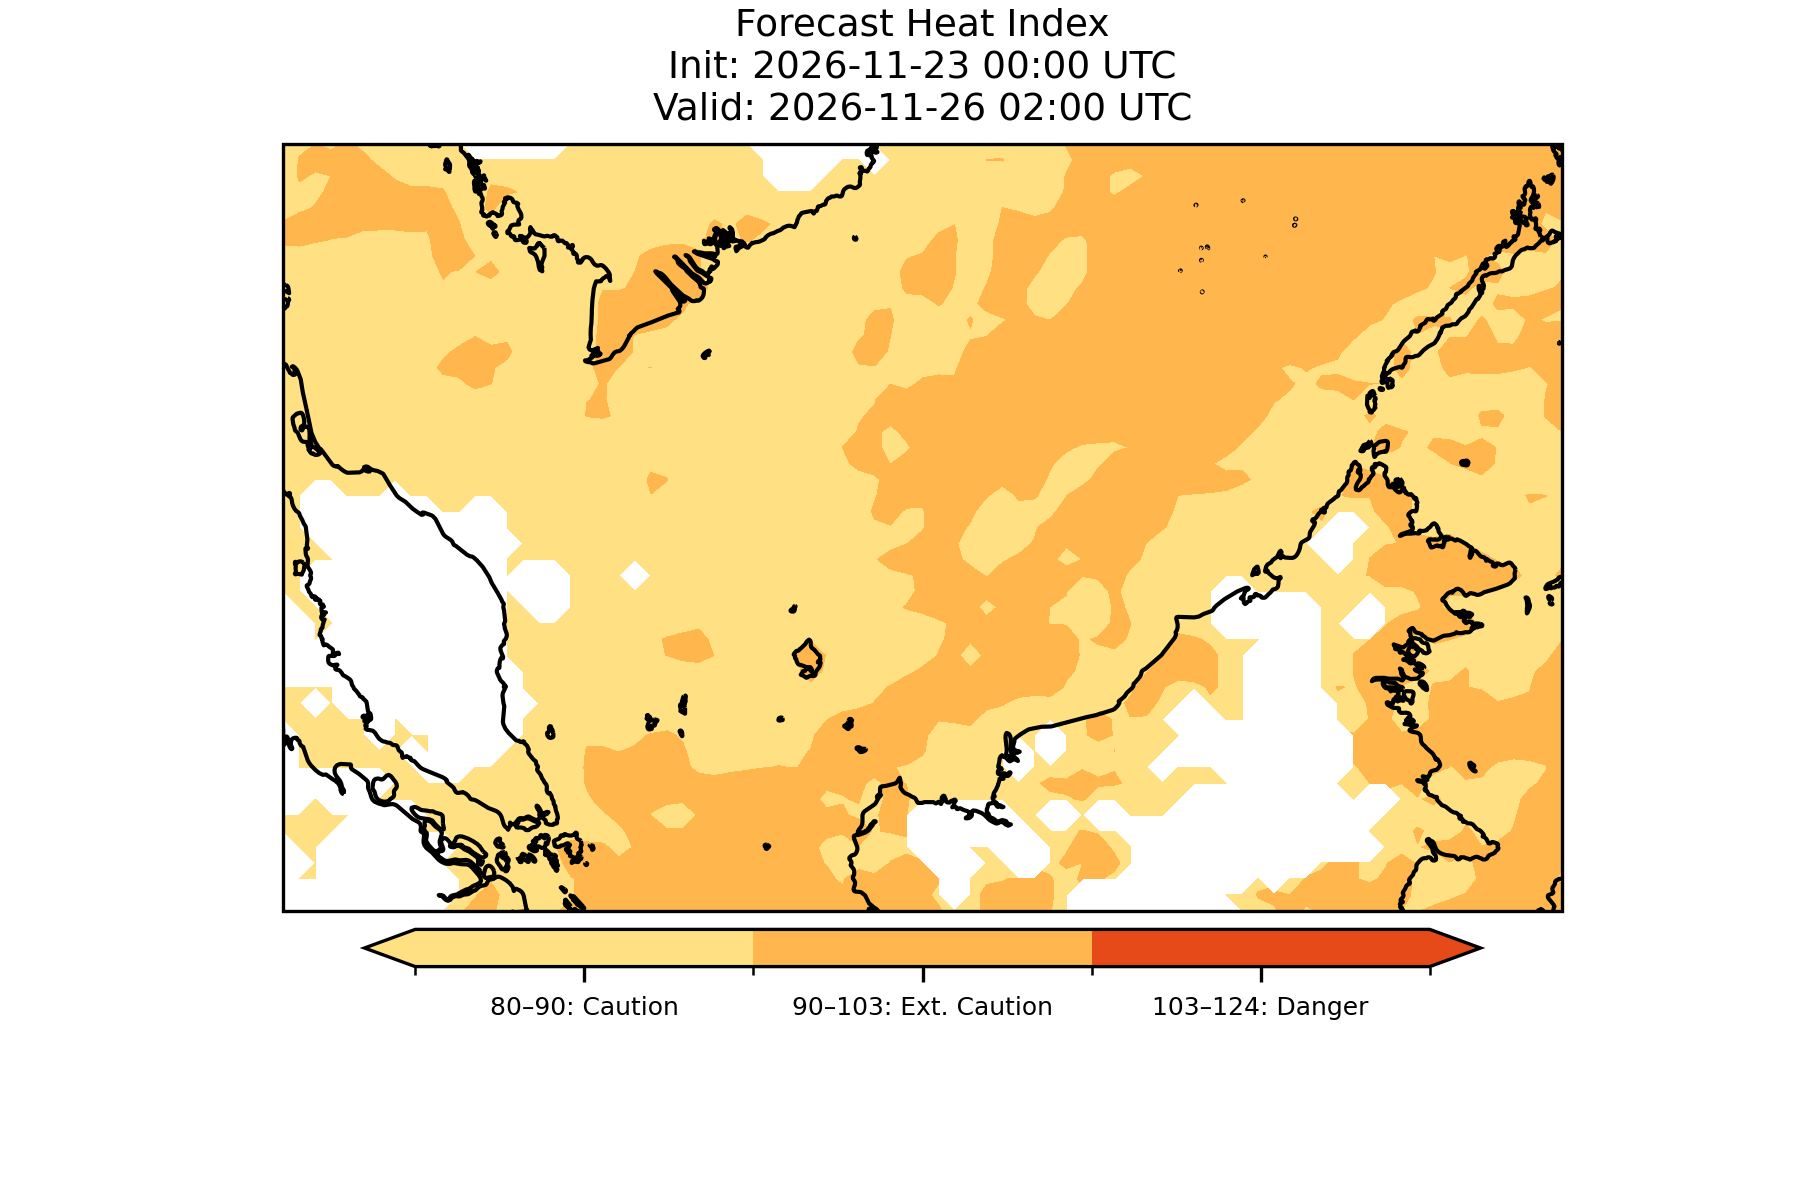 Forecast Heat Index
Init: 2026-11-23 00:00 UTC
Valid: 2026-11-26 02:00 UTC
80–90: Caution
90–103: Ext. Caution
103–124: Danger